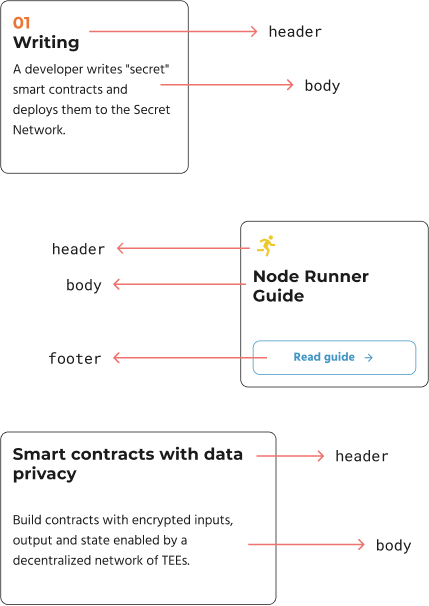 01
Writing
header
A developer writes "secret"
smart contracts and
deploys them to the Secret
Network.
body
header
body
Node Runner
Guide
footer
Read guide →
Smart contracts with data
privacy
header
Build contracts with encrypted inputs,
output and state enabled by a
decentralized network of TEEs.
body